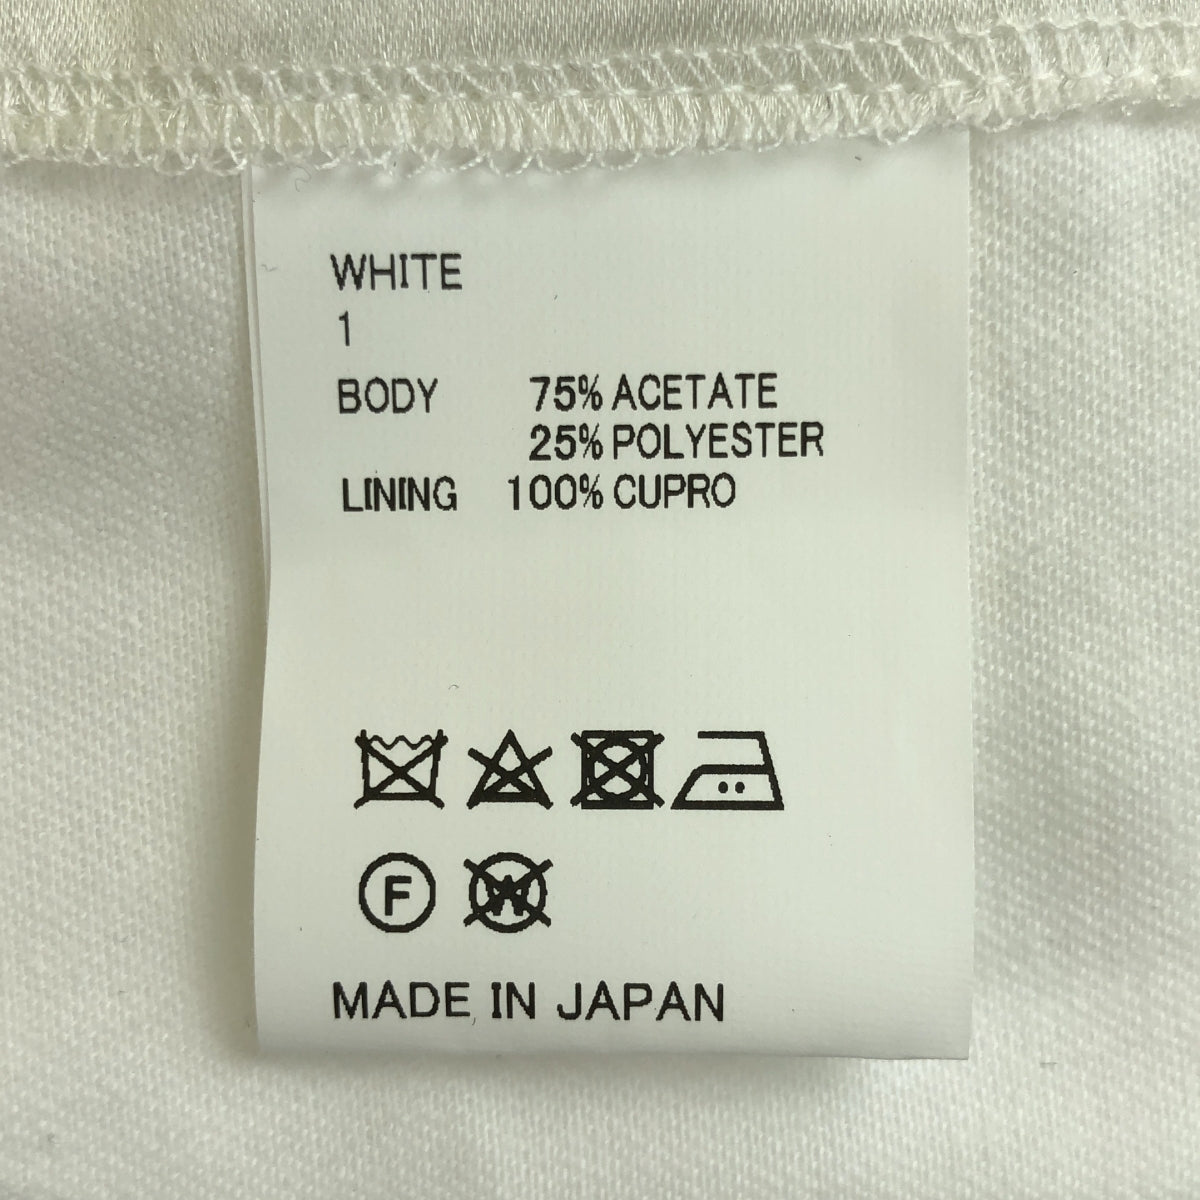 WHITE
1
BODY 75% ACETATE
25% POLYESTER
LINING 100% CUPRO
F W
MADE IN JAPAN